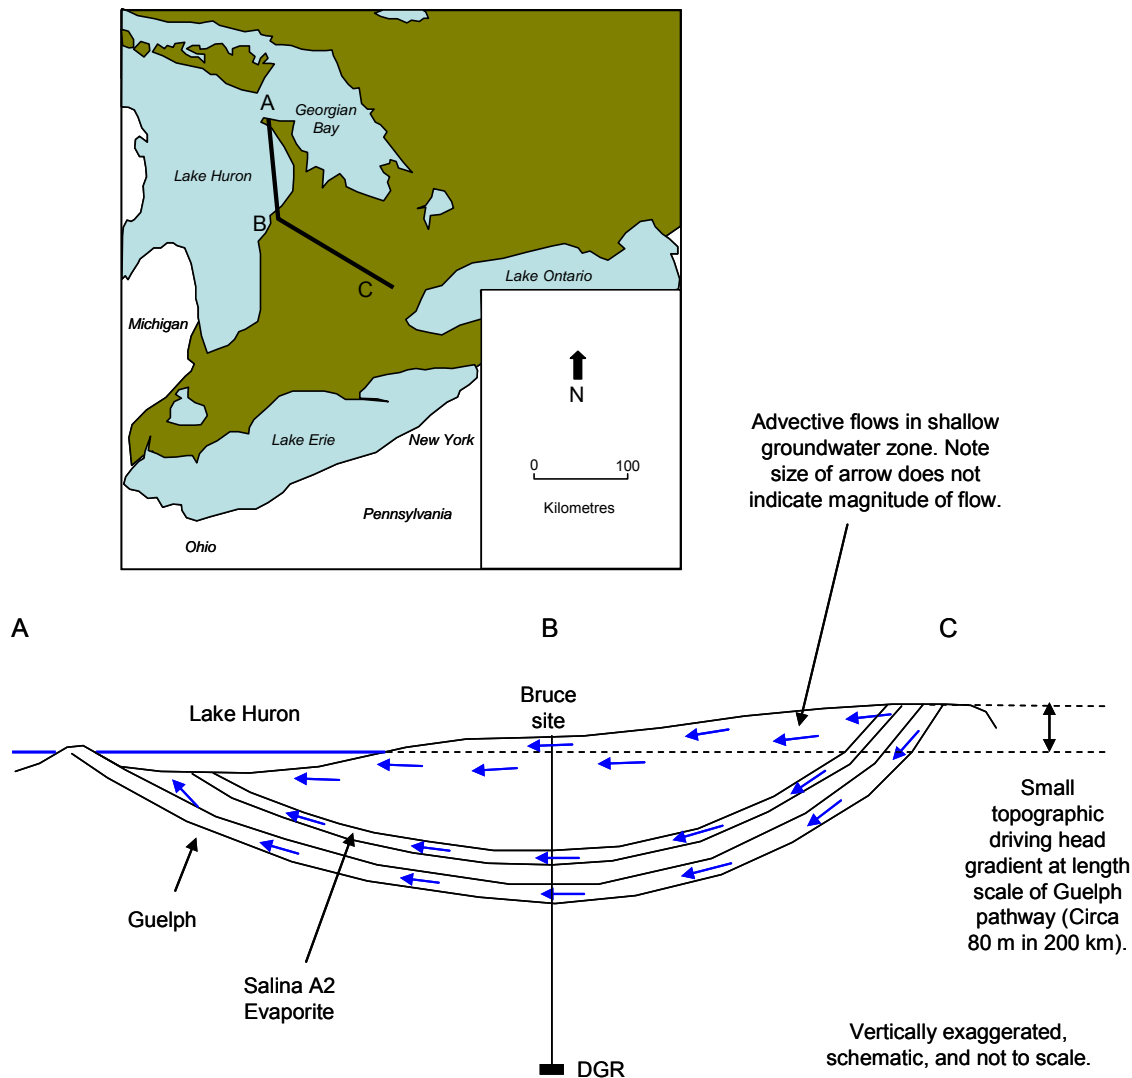 A
Georgian
Bay
Lake Huron
B
Lake Ontario
C
Michigan
N
Lake Erie
New York
0
100
Kilometres
Pennsylvania
Ohio
Advective flows in shallow
groundwater zone. Note
size of arrow does not
indicate magnitude of flow.
A
B
C
Bruce
site
Lake Huron
Small
topographic
driving head
gradient at length
scale of Guelph
pathway (Circa
80 m in 200 km).
Guelph
Salina A2
Evaporite
Vertically exaggerated,
schematic, and not to scale.
DGR